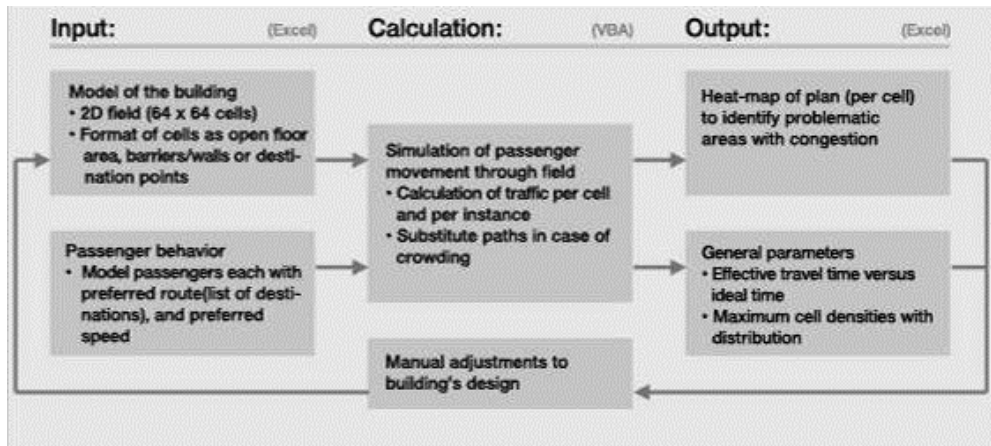 Input: (Excel)
Calculation: (VBA)
Output: (Excel)
Model of the building
• 2D field (64 x 64 cells)
• Format of cells as open floor
area, barriers/walls or desti-
nation points
Passenger behavior
• Model passengers each with
preferred route(list of desti-
nations), and preferred
speed
Simulation of passenger
movement through field
• Calculation of traffic per cell
and per instance
• Substitute paths in case of
crowding
Manual adjustments to
building's design
Heat-map of plan (per cell)
to identify problematic
areas with congestion
General parameters
• Effective travel time versus
ideal time
• Maximum cell densities with
distribution